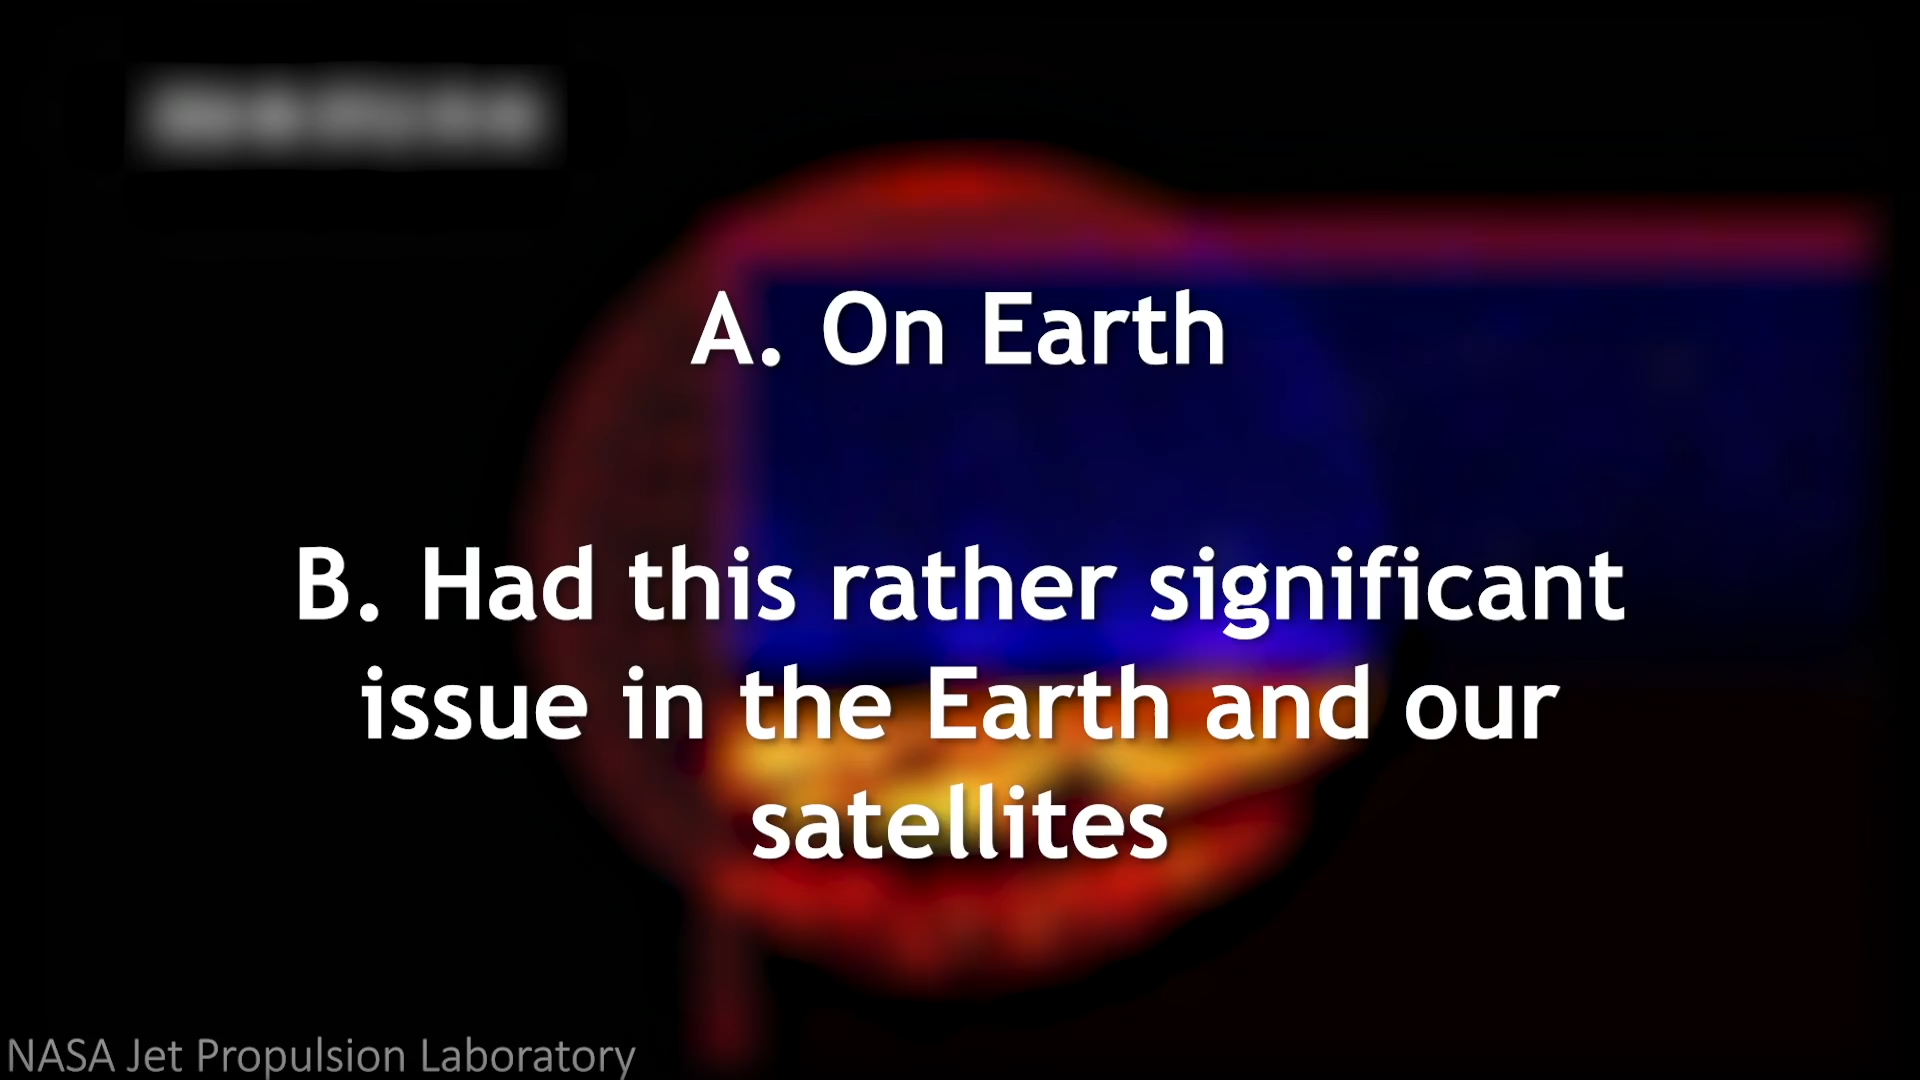 A. On Earth
B. Had this rather significant
issue in the Earth and our
satellites
NASA Jet Propulsion Laboratory